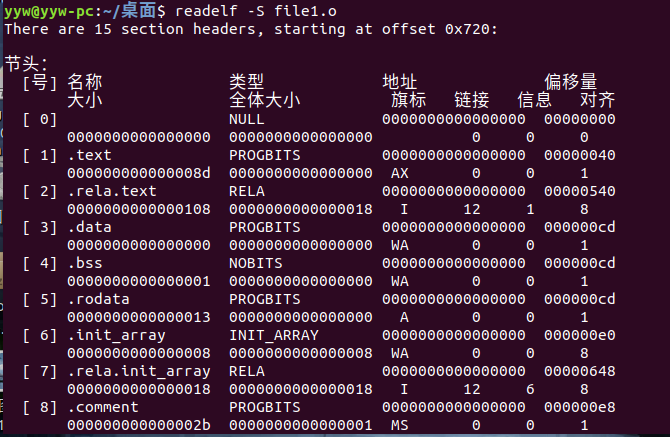 yyw@yyw-pc:~/桌面$ readelf -S file1.o
There are 15 section headers, starting at offset 0x720:
节头:
[号] 名称 类型 地址 偏移量
大小 全体大小 旗标 链接 信息 对齐
[ 0] NULL 0000000000000000 00000000
0000000000000000 0000000000000000 0 0 0
[ 1] .text PROGBITS 0000000000000000 00000040
000000000000008d 0000000000000000 AX 0 0 1
[ 2] .rela.text RELA 0000000000000000 00000540
0000000000000108 0000000000000018 I 12 1 8
[ 3] .data PROGBITS 0000000000000000 000000cd
0000000000000000 0000000000000000 WA 0 0 1
[ 4] .bss NOBITS 0000000000000000 000000cd
0000000000000001 0000000000000000 WA 0 0 1
[ 5] .rodata PROGBITS 0000000000000000 000000cd
0000000000000013 0000000000000000 A 0 0 1
[ 6] .init_array INIT_ARRAY 0000000000000000 000000e0
0000000000000008 0000000000000008 WA 0 0 8
[ 7] .rela.init_array RELA 0000000000000000 00000648
0000000000000018 0000000000000018 I 12 6 8
[ 8] .comment PROGBITS 0000000000000000 000000e8
000000000000002b 0000000000000001 MS 0 0 1